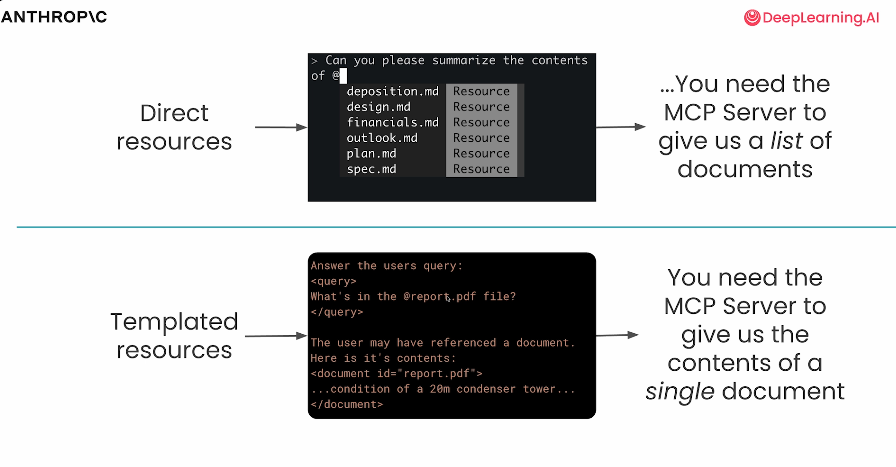 ANTHROP\C
DeepLearning.AI
Direct
resources
> Can you please summarize the contents
of @
deposition.md Resource
design.md Resource
financials.md Resource
outlook.md Resource
plan.md Resource
spec.md Resource
...You need the
MCP Server to
give us a list of
documents
Templated
resources
Answer the users query:
<query>
What's in the @report.pdf file?
</query>
The user may have referenced a document.
Here is it's contents:
<document id="report.pdf">
...condition of a 20m condenser tower...
</document>
You need the
MCP Server to
give us the
contents of a
single document